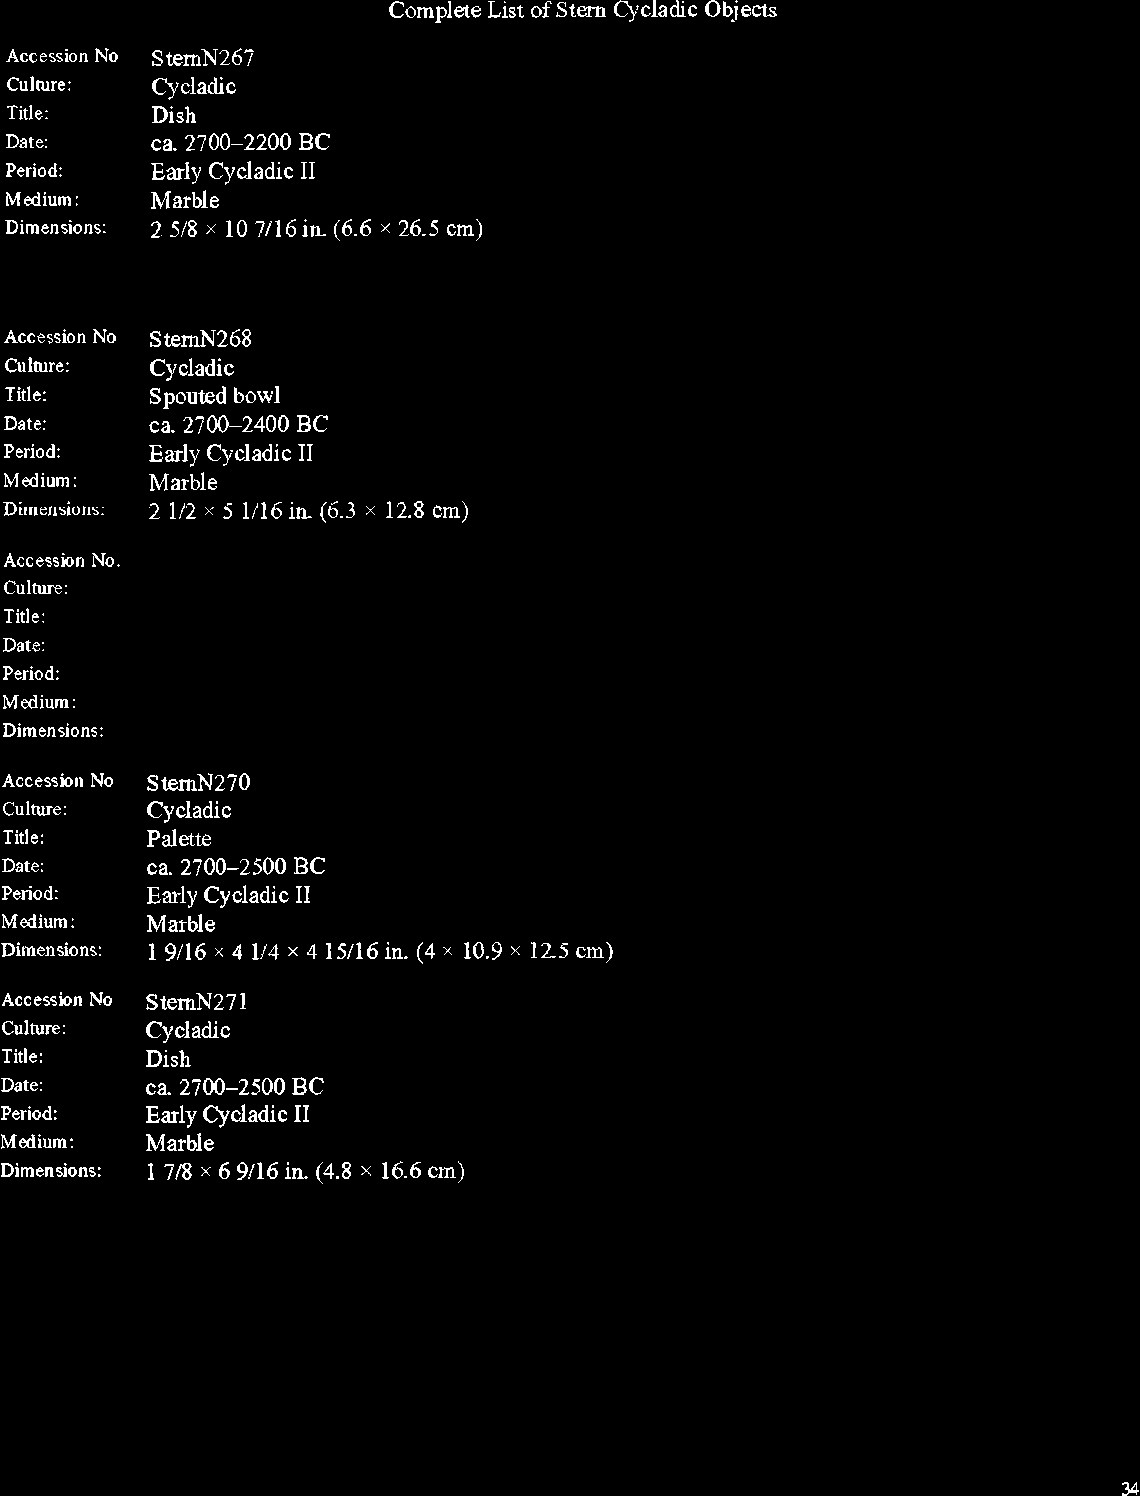 Complete List of Stern Cycladic Objects
Accession No SternN267
Culture: Cycladic
Title: Dish
Date: ca. 2700–2200 BC
Period: Early Cycladic II
Medium: Marble
Dimensions: 2 5/8 × 10 7/16 in. (6.6 × 26.5 cm)
Accession No SternN268
Culture: Cycladic
Title: Spouted bowl
Date: ca. 2700–2400 BC
Period: Early Cycladic II
Medium: Marble
Dimensions: 2 1/2 × 5 1/16 in. (6.3 × 12.8 cm)
Accession No.
Culture:
Title:
Date:
Period:
Medium:
Dimensions:
Accession No SternN270
Culture: Cycladic
Title: Palette
Date: ca. 2700–2500 BC
Period: Early Cycladic II
Medium: Marble
Dimensions: 1 9/16 × 4 1/4 × 4 15/16 in. (4 × 10.9 × 12.5 cm)
Accession No SternN271
Culture: Cycladic
Title: Dish
Date: ca. 2700–2500 BC
Period: Early Cycladic II
Medium: Marble
Dimensions: 1 7/8 × 6 9/16 in. (4.8 × 16.6 cm)
34